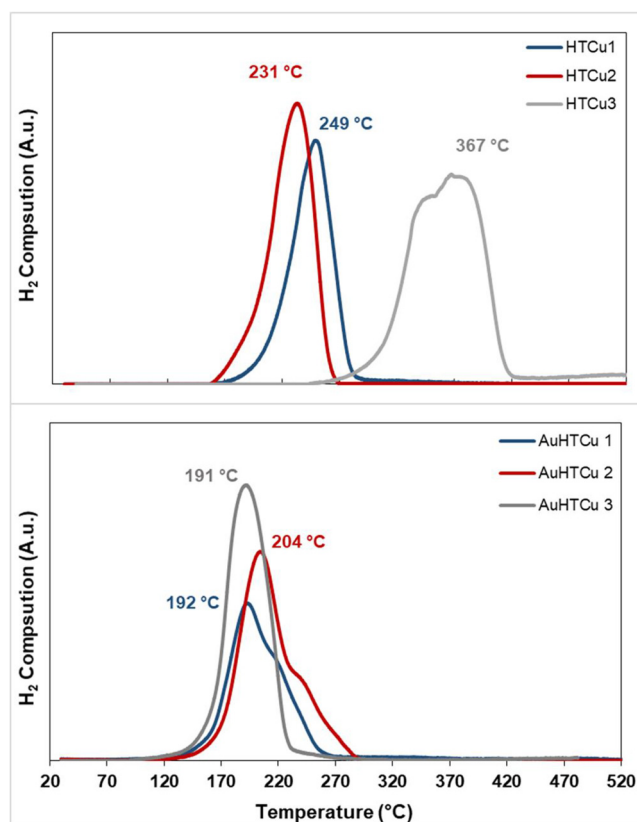 H2 Compsution (A.u.)
HTCu1
HTCu2
HTCu3
231 °C
249 °C
367 °C
H2 Compsution (A.u.)
AuHTCu 1
AuHTCu 2
AuHTCu 3
191 °C
204 °C
192 °C
20 70 120 170 220 270 320 370 420 470 520
Temperature (°C)